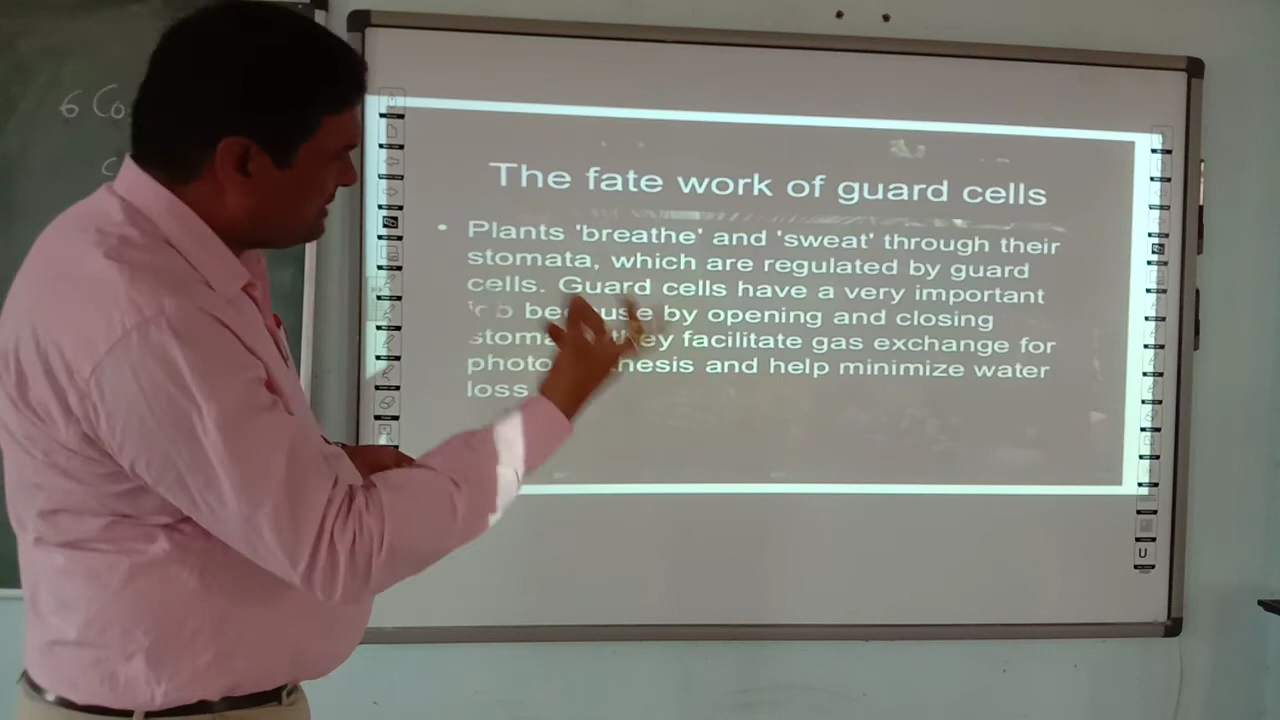 6 Co
The fate work of guard cells
• Plants 'breathe' and 'sweat' through their
stomata, which are regulated by guard
cells. Guard cells have a very important
by opening and closing
they facilitate gas exchange for
and help minimize water
loss
U